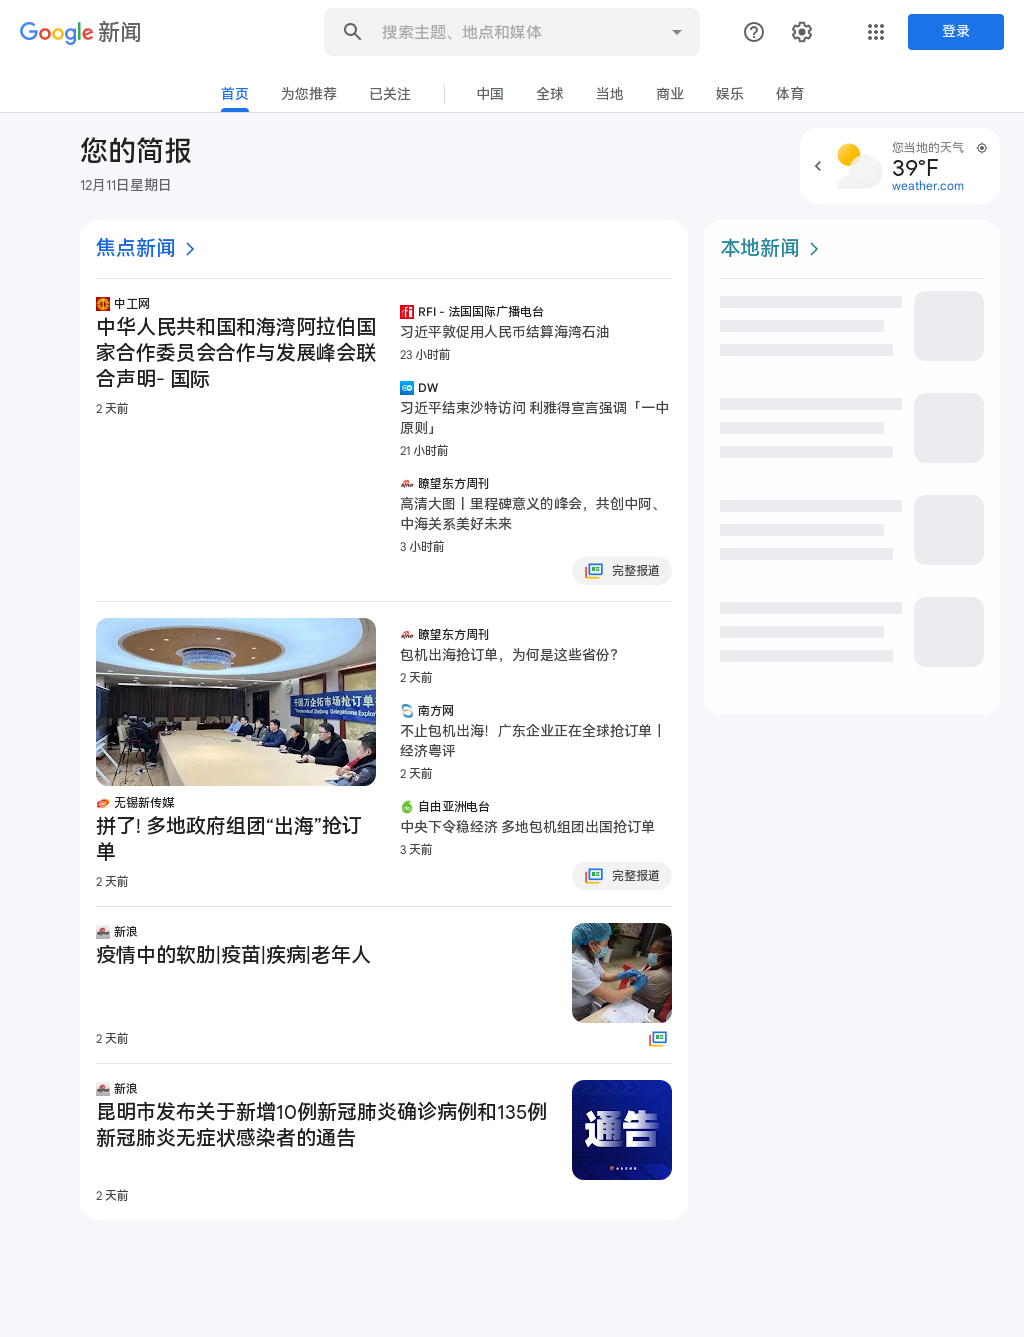 Google 新闻
搜索主题、地点和媒体
登录
首页
为您推荐
已关注
中国
全球
当地
商业
娱乐
体育
您的简报
12月11日星期日
您当地的天气
39°F
weather.com
焦点新闻
中工网
中华人民共和国和海湾阿拉伯国
家合作委员会合作与发展峰会联
合声明- 国际
2 天前
RFI - 法国国际广播电台
习近平敦促用人民币结算海湾石油
23 小时前
DW
习近平结束沙特访问 利雅得宣言强调「一中
原则」
21 小时前
瞭望东方周刊
高清大图丨里程碑意义的峰会，共创中阿、
中海关系美好未来
3 小时前
完整报道
千团万企拓市场抢订单
无锡新传媒
拼了! 多地政府组团“出海”抢订
单
2 天前
瞭望东方周刊
包机出海抢订单，为何是这些省份？
2 天前
南方网
不止包机出海！广东企业正在全球抢订单丨
经济粤评
2 天前
自由亚洲电台
中央下令稳经济 多地包机组团出国抢订单
3 天前
完整报道
新浪
疫情中的软肋|疫苗|疾病|老年人
2 天前
新浪
昆明市发布关于新增10例新冠肺炎确诊病例和135例
新冠肺炎无症状感染者的通告
2 天前
通告
本地新闻